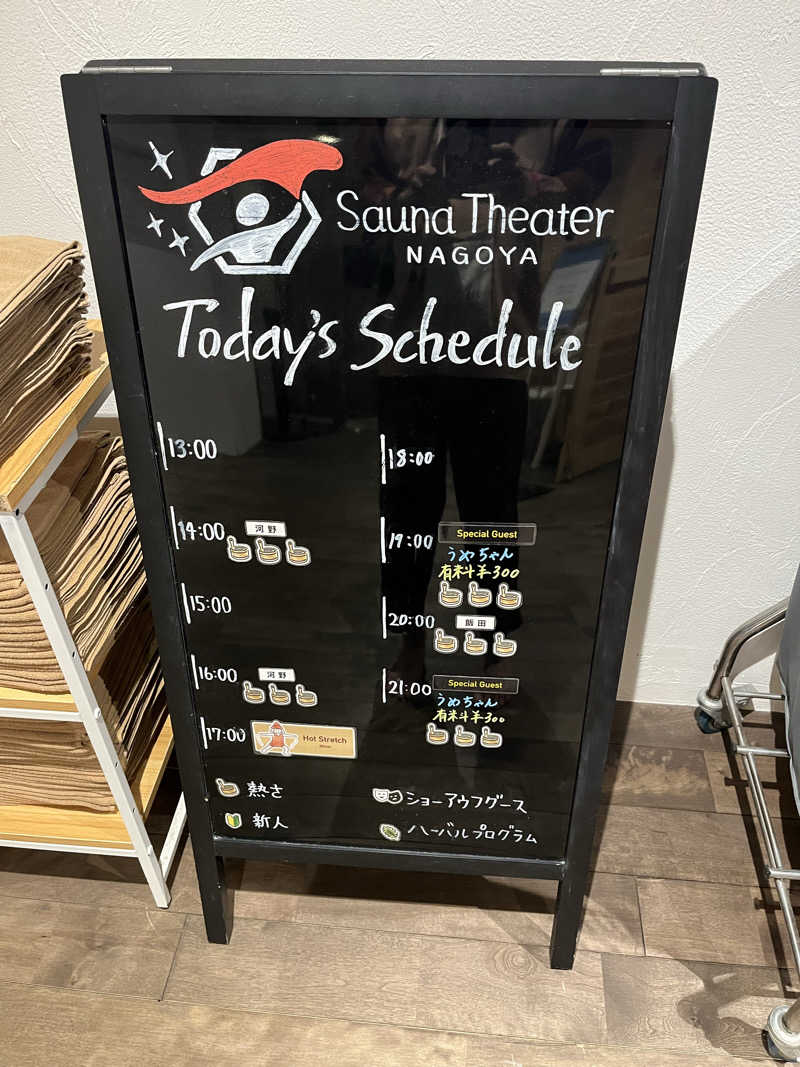 Sauna Theater
NAGOYA
Today's Schedule
13:00
14:00 河野
15:00
16:00 河野
17:00 Hot Stretch
18:00
19:00 Special Guest
うめちゃん
有料¥300
20:00 飯田
21:00 Special Guest
うめちゃん
有料¥300
熱さ
新人
ショーアウフグース
ハーバルプログラム